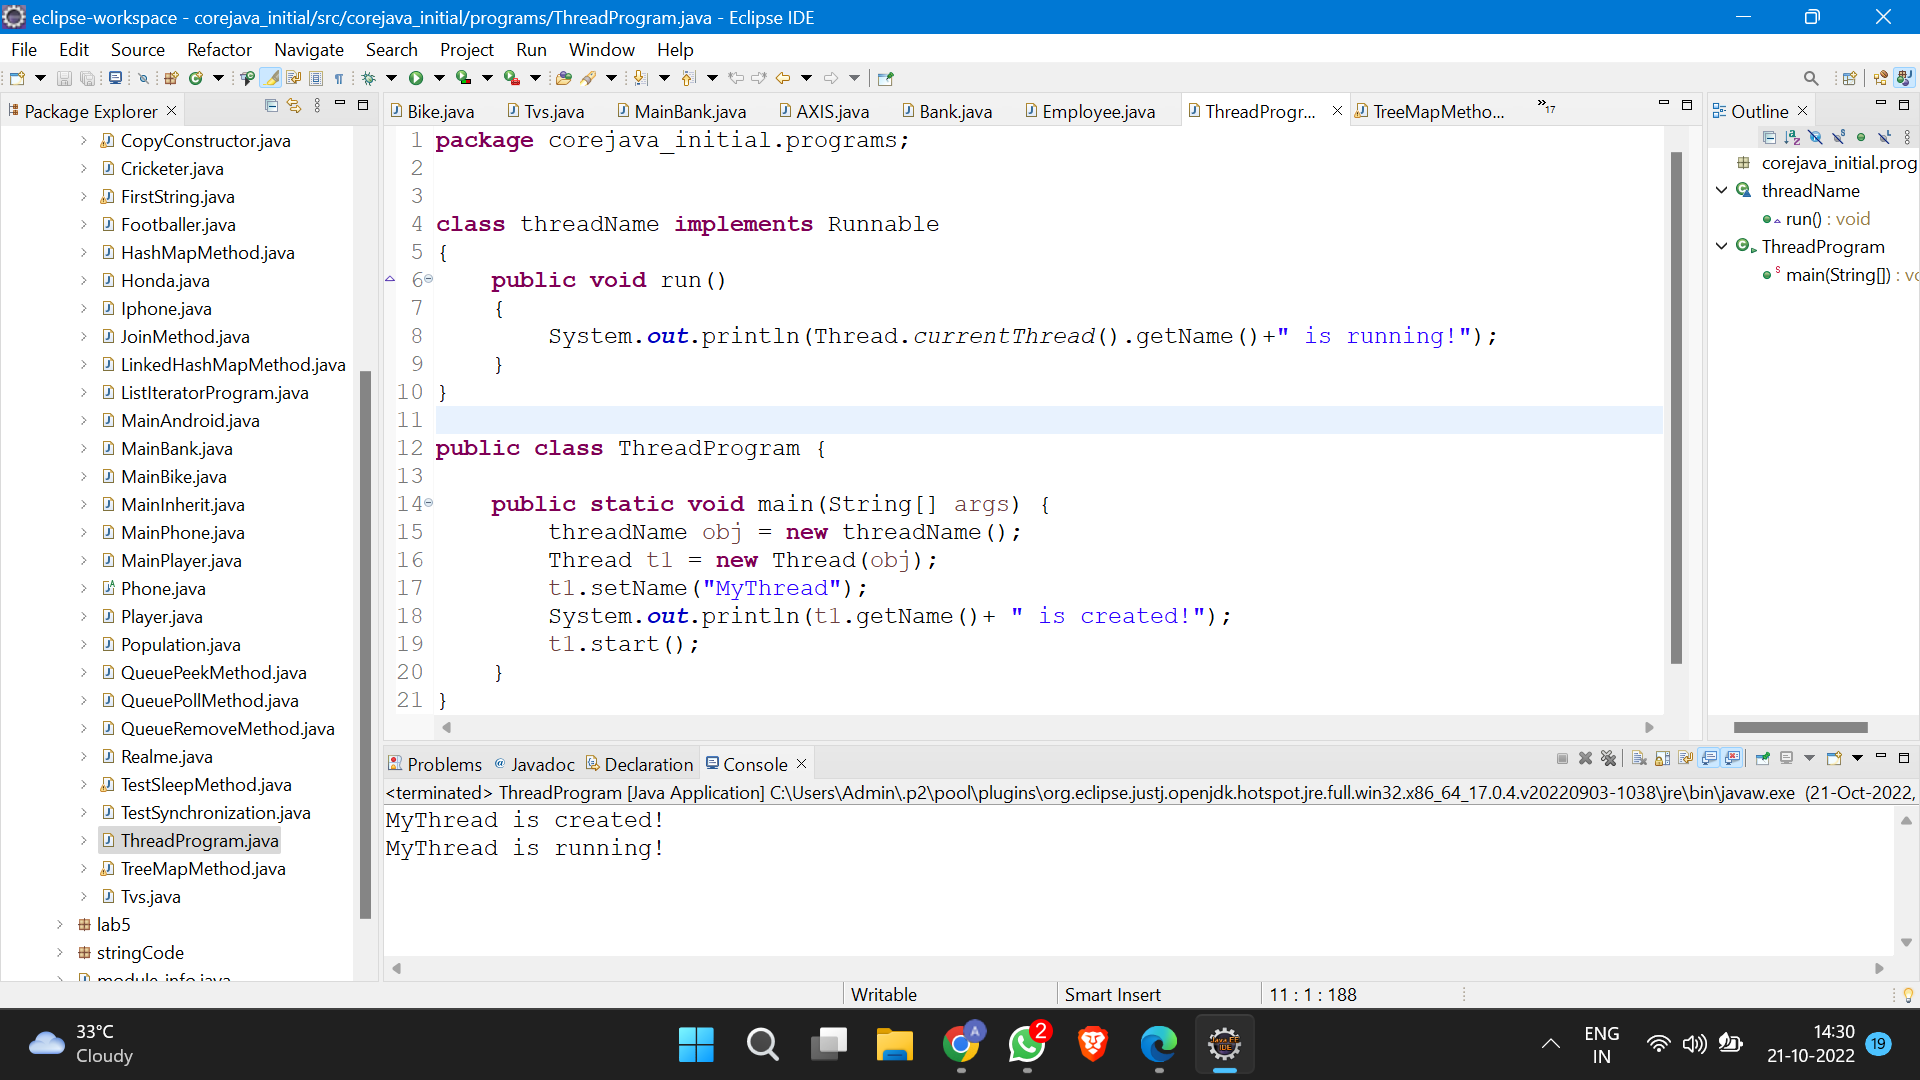 eclipse-workspace - corejava_initial/src/corejava_initial/programs/ThreadProgram.java - Eclipse IDE
File Edit Source Refactor Navigate Search Project Run Window Help
Package Explorer
CopyConstructor.java
Cricketer.java
FirstString.java
Footballer.java
HashMapMethod.java
Honda.java
Iphone.java
JoinMethod.java
LinkedHashMapMethod.java
ListIteratorProgram.java
MainAndroid.java
MainBank.java
MainBike.java
MainInherit.java
MainPhone.java
MainPlayer.java
Phone.java
Player.java
Population.java
QueuePeekMethod.java
QueuePollMethod.java
QueueRemoveMethod.java
Realme.java
TestSleepMethod.java
TestSynchronization.java
ThreadProgram.java
TreeMapMethod.java
Tvs.java
lab5
stringCode
module-info.java
Bike.java Tvs.java MainBank.java AXIS.java Bank.java Employee.java ThreadProgr... TreeMapMetho... »17
1 package corejava_initial.programs;
2
3
4 class threadName implements Runnable
5 {
6 public void run()
7 {
8 System.out.println(Thread.currentThread().getName()+" is running!");
9 }
10 }
11
12 public class ThreadProgram {
13
14 public static void main(String[] args) {
15 threadName obj = new threadName();
16 Thread t1 = new Thread(obj);
17 t1.setName("MyThread");
18 System.out.println(t1.getName()+ " is created!");
19 t1.start();
20 }
21 }
Outline
corejava_initial.prog
threadName
run() : void
ThreadProgram
main(String[]) : vo
Problems @ Javadoc Declaration Console
<terminated> ThreadProgram [Java Application] C:\Users\Admin\.p2\pool\plugins\org.eclipse.justj.openjdk.hotspot.jre.full.win32.x86_64_17.0.4.v20220903-1038\jre\bin\javaw.exe (21-Oct-2022,
MyThread is created!
MyThread is running!
Writable Smart Insert 11 : 1 : 188
33°C
Cloudy
A
2
ENG
IN
14:30
21-10-2022
19